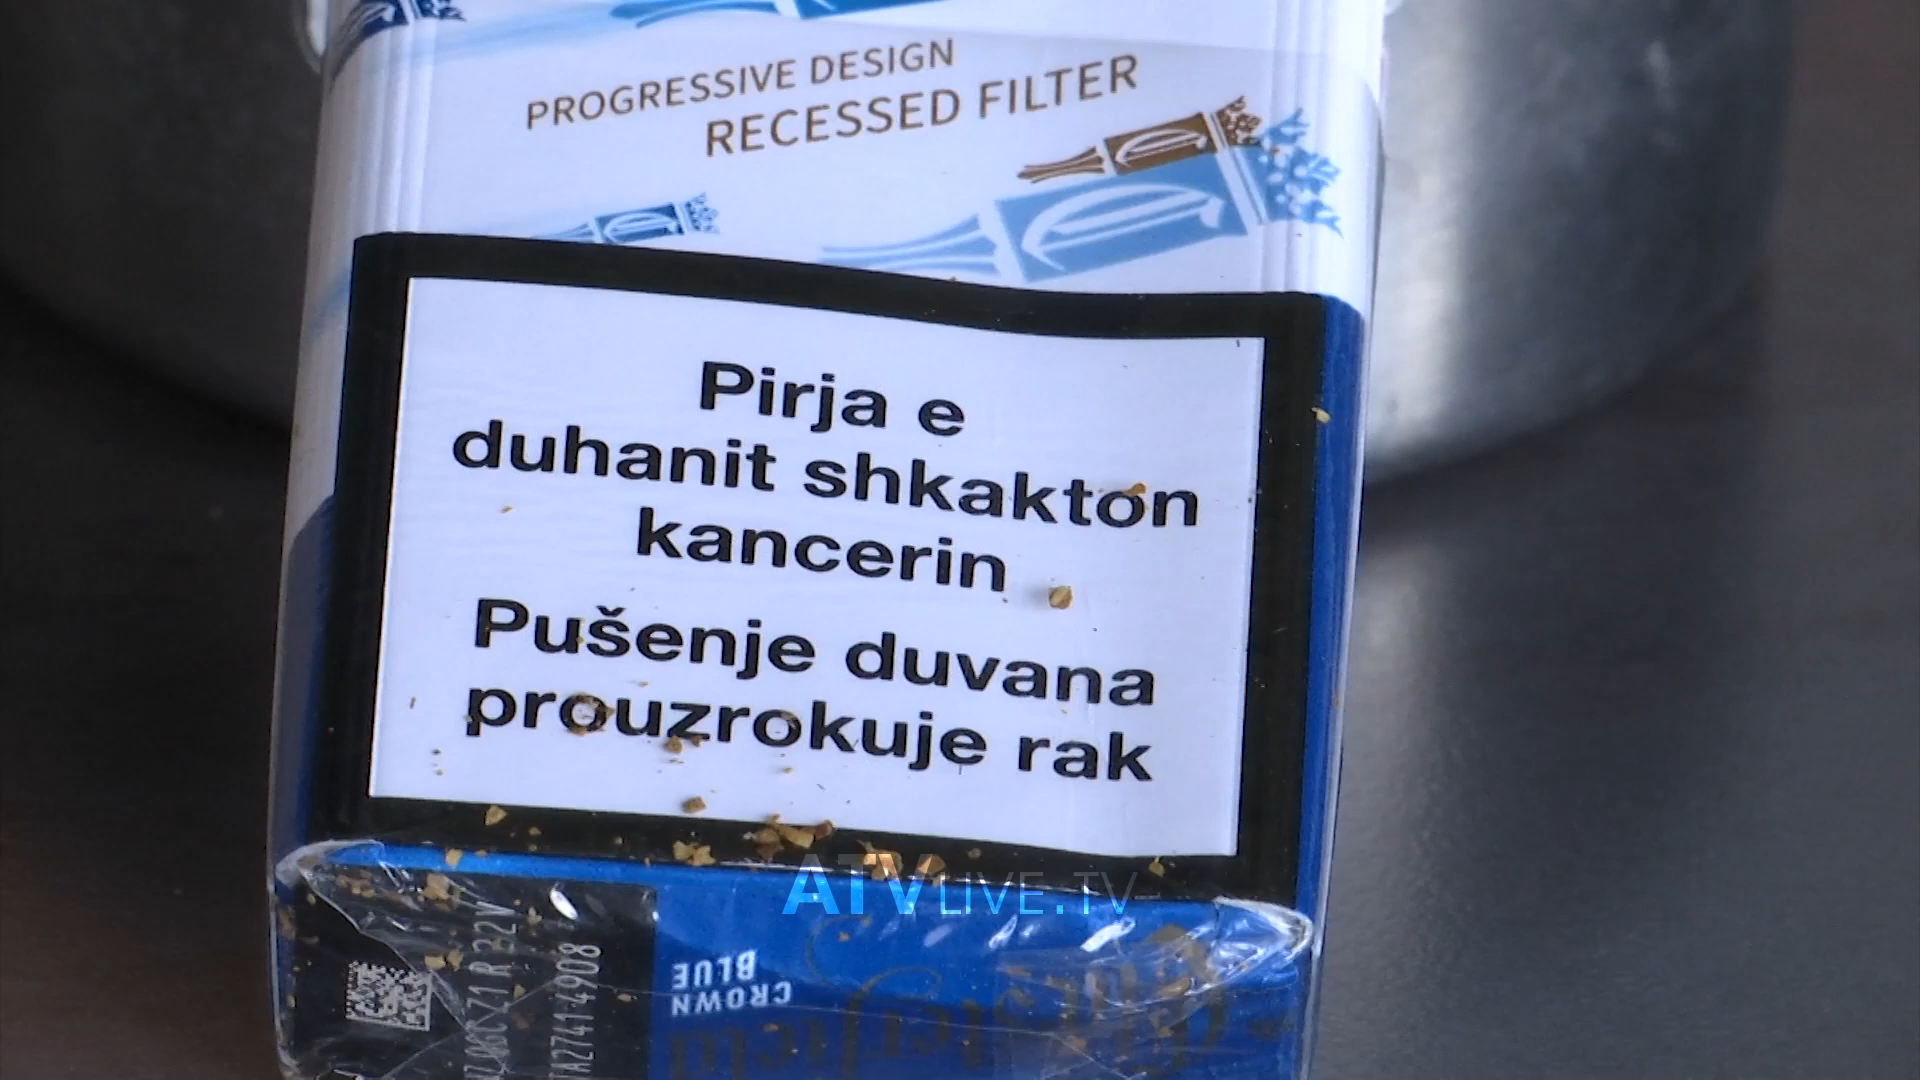 PROGRESSIVE DESIGN
RECESSED FILTER
Pirja e
duhanit shkakton
kancerin
Pušenje duvana
prouzrokuje rak
ATVLIVE.TV
CROWN
BLUE